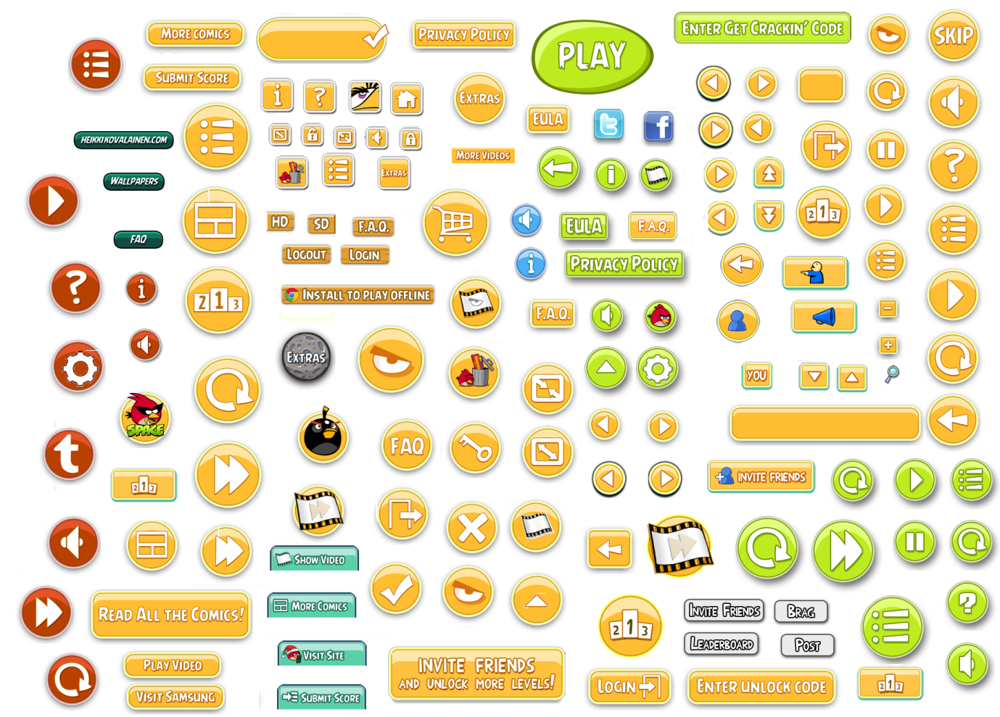 MORE COMICS
PRIVACY POLICY
ENTER GET CRACKIN' CODE
SKIP
PLAY
SUBMIT SCORE
i
?
EXTRAS
EULA
t
f
HEIKKIKOVALAINEN.COM
MORE VIDEOS
?
WALLPAPERS
EXTRAS
i
2 1 3
HD
SD
F.A.Q.
EULA
F.A.Q.
FAQ
LOGOUT
LOGIN
i
PRIVACY POLICY
?
i
2 1 3
INSTALL TO PLAY OFFLINE
F.A.Q.
EXTRAS
YOU
SPACE
FAQ
t
2 1 3
INVITE FRIENDS
SHOW VIDEO
MORE COMICS
READ ALL THE COMICS!
2 1 3
INVITE FRIENDS
BRAG
?
LEADERBOARD
POST
VISIT SITE
PLAY VIDEO
INVITE FRIENDS
AND UNLOCK MORE LEVELS!
LOGIN
ENTER UNLOCK CODE
2 1 3
VISIT SAMSUNG
SUBMIT SCORE